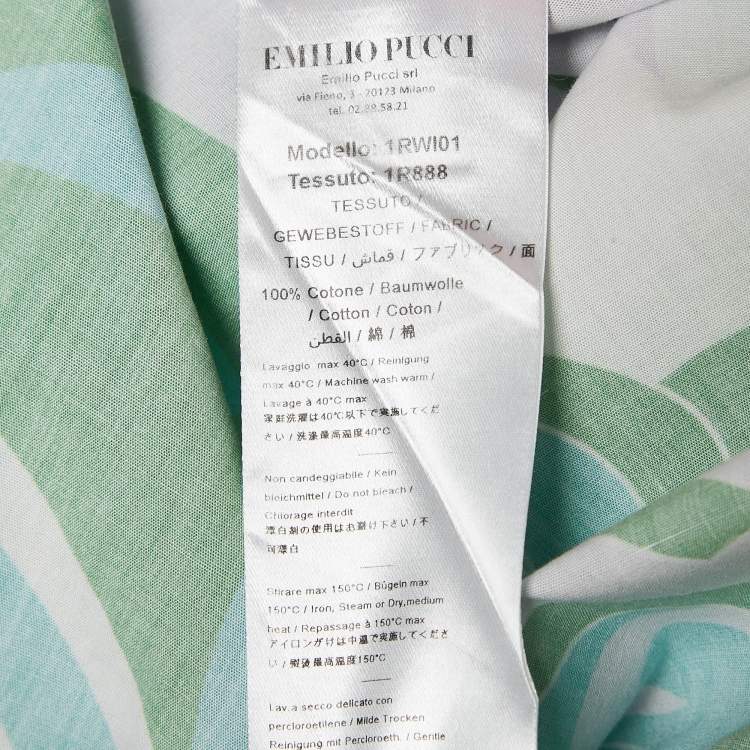 EMILIO PUCCI
Emilio Pucci srl
via Fieno, 3 - 20123 Milano
tel. 02.88.58.21
Modello: 1RWI01
Tessuto: 1R888
TESSUTO /
GEWEBESTOFF / FABRIC /
TISSU / قماش / ファブリック / 面
100% Cotone / Baumwolle
/ Cotton / Coton /
القطن / 綿 / 棉
Lavaggio max 40°C / Reinigung
max 40°C / Machine wash warm /
Lavage à 40°C max
家庭洗濯は40℃以下で実施してくだ
さい / 洗滌最高温度40℃
Non candeggiabile / Kein
bleichmittel / Do not bleach /
Chlorage interdit
漂白剤の使用はお避け下さい / 不
可漂白
Stirare max 150°C / Bügeln max
150°C / Iron, Steam or Dry, medium
heat / Repassage à 150°C max
アイロンがけは中温で実施してくだ
さい / 熨燙最高温度150℃
Lav.a secco delicato con
percloroetilene / Milde Trocken
Reinigung mit Percloroeth. / Gentle